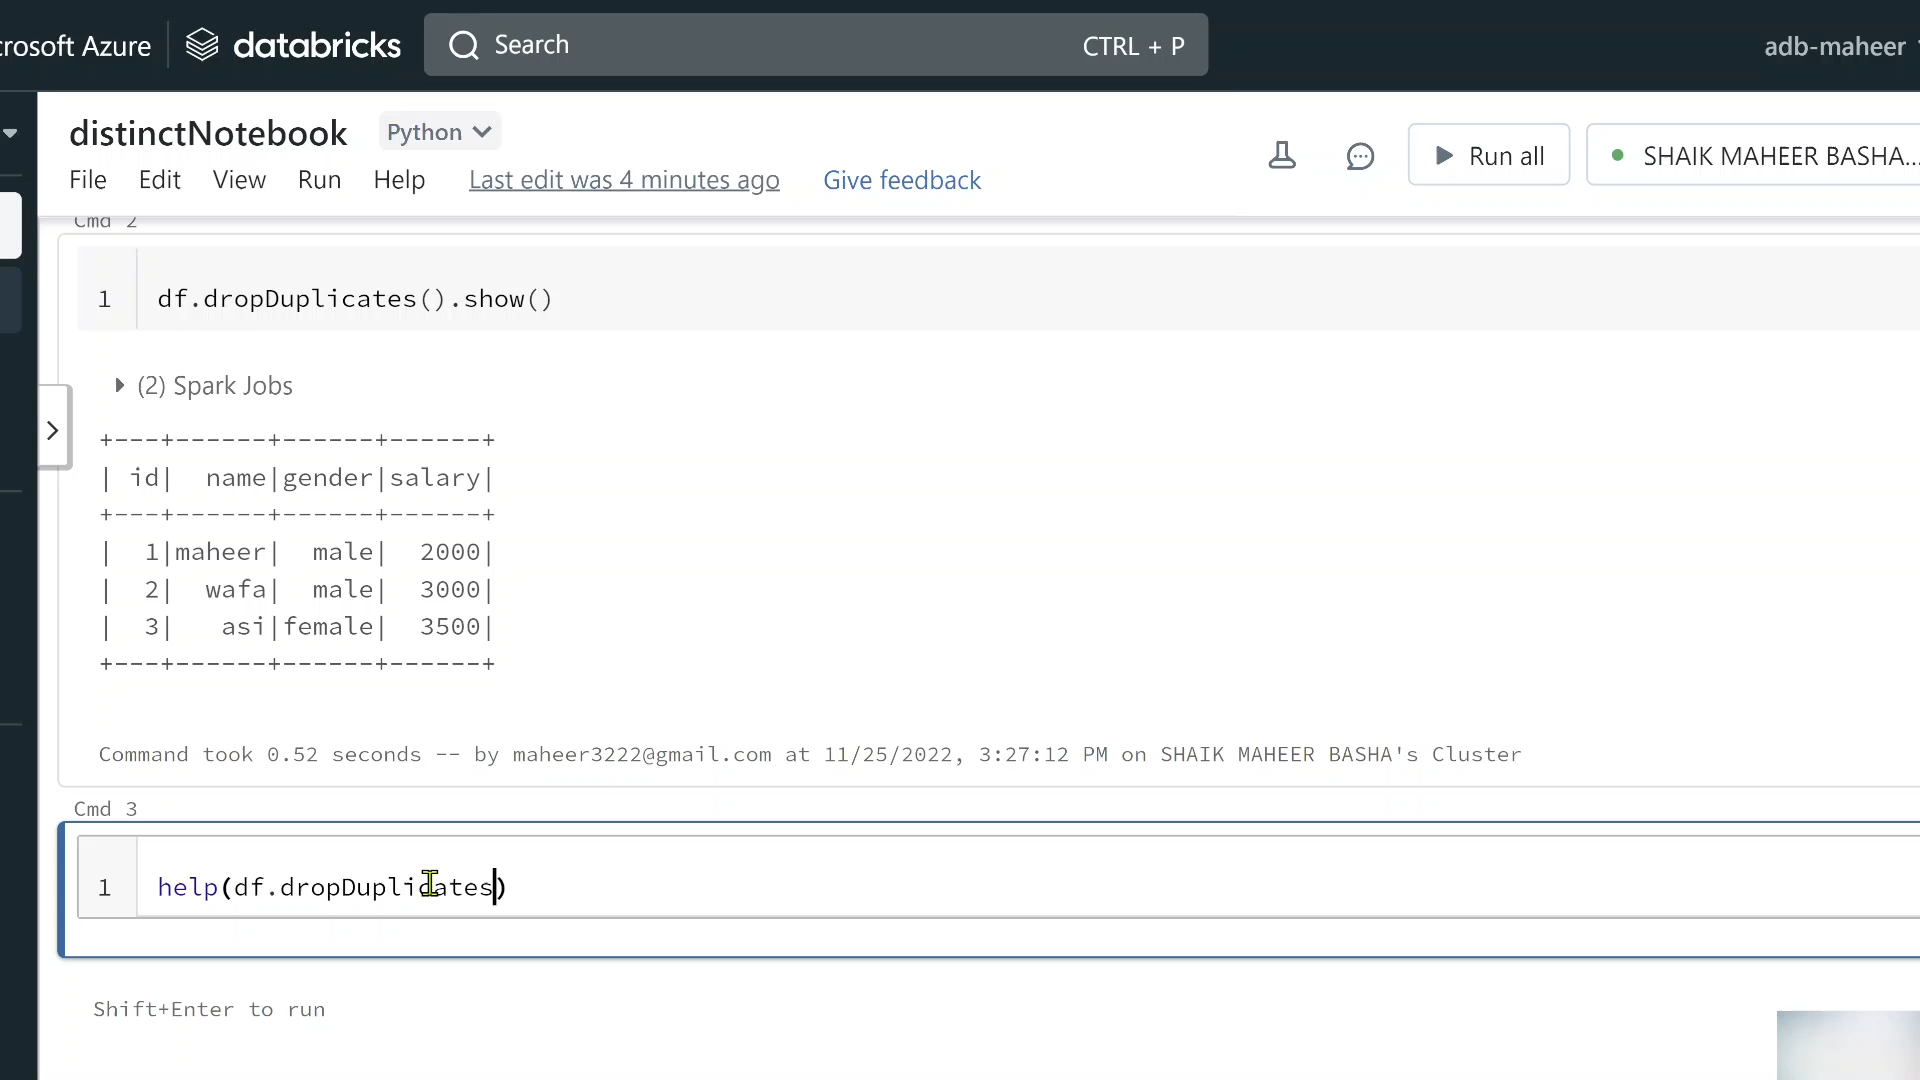 crosoft Azure databricks Search CTRL + P adb-maheer
distinctNotebook Python
File Edit View Run Help Last edit was 4 minutes ago Give feedback Run all SHAIK MAHEER BASHA...
Cmd 2
1 df.dropDuplicates().show()
(2) Spark Jobs
+---+------+------+------+
| id|  name|gender|salary|
+---+------+------+------+
|  1|maheer|  male|  2000|
|  2|  wafa|  male|  3000|
|  3|   asi|female|  3500|
+---+------+------+------+
Command took 0.52 seconds -- by maheer3222@gmail.com at 11/25/2022, 3:27:12 PM on SHAIK MAHEER BASHA's Cluster
Cmd 3
1 help(df.dropDuplicates)
Shift+Enter to run